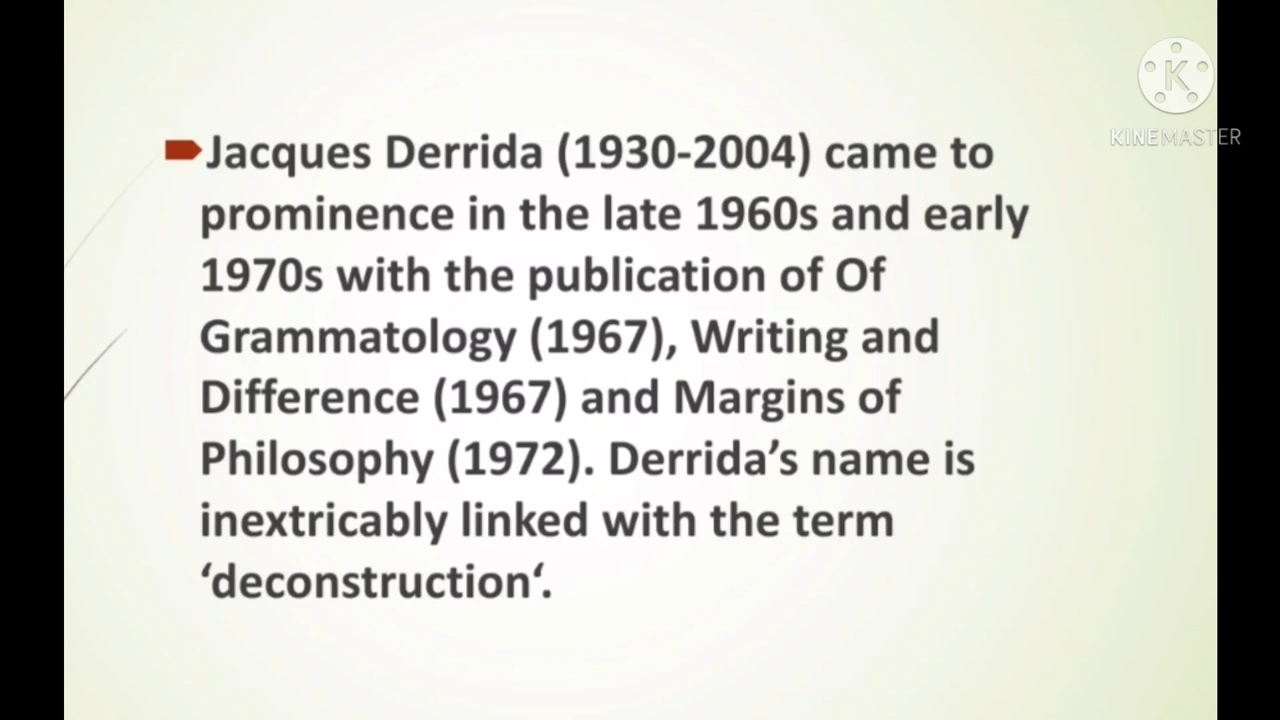 Jacques Derrida (1930-2004) came to
prominence in the late 1960s and early
1970s with the publication of Of
Grammatology (1967), Writing and
Difference (1967) and Margins of
Philosophy (1972). Derrida’s name is
inextricably linked with the term
‘deconstruction‘.
K
KINEMASTER